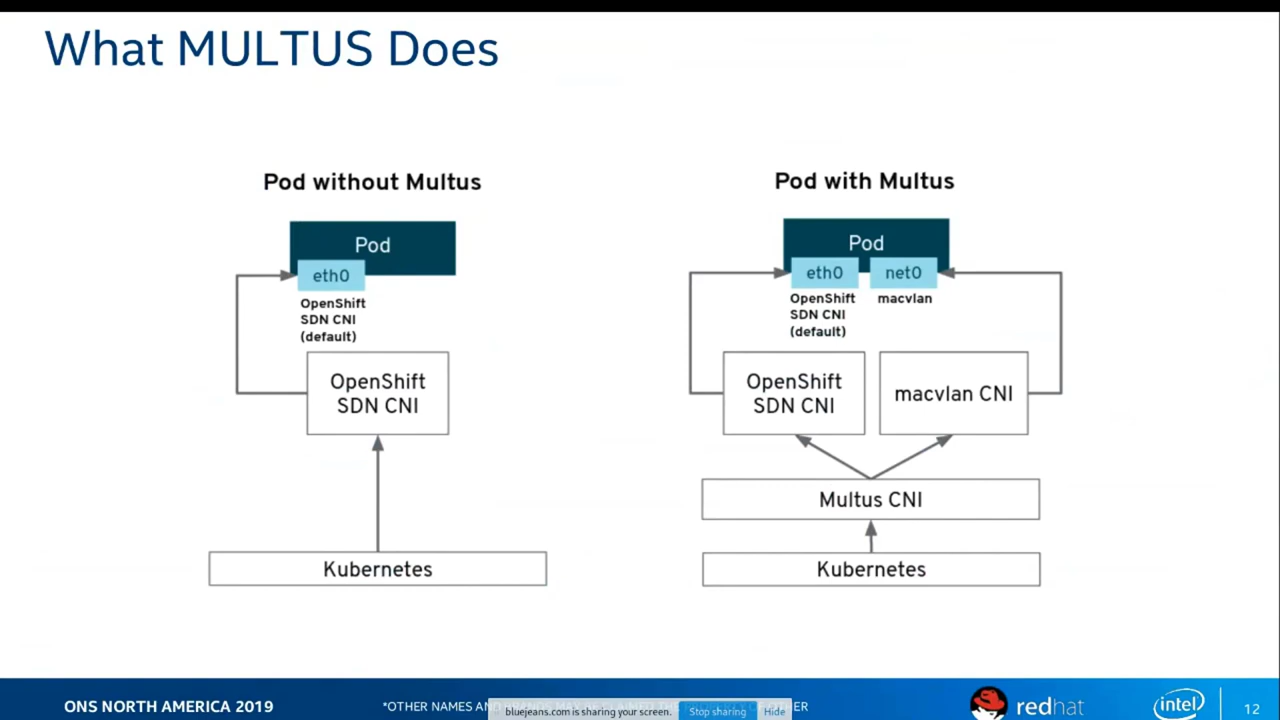 What MULTUS Does
Pod without Multus
Pod
eth0
OpenShift
SDN CNI
(default)
OpenShift
SDN CNI
Kubernetes
Pod with Multus
Pod
eth0
net0
OpenShift
SDN CNI
(default)
macvlan
OpenShift
SDN CNI
macvlan CNI
Multus CNI
Kubernetes
ONS NORTH AMERICA 2019
*OTHER NAMES AND
bluejeans.com is sharing your screen.
Stop sharing
Hide
redhat
intel
12